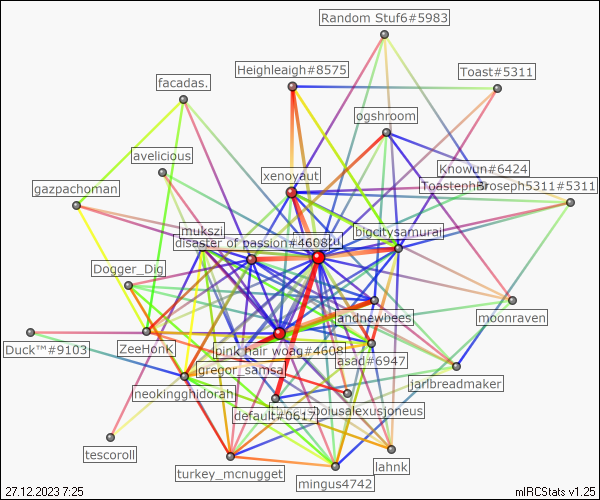 Random Stuf6#5983
Heighleaigh#8575
Toast#5311
facadas.
ogshroom
avelicious
Knowun#6424
xenoyaut
gazpachoman
Broseph5311#5311
mukszi
bigcitysamurai
disaster of passion#4608
Dogger_Dig
andnewbees
moonraven
Duck™#9103
ZeeHonk
pink hair woag#4608
asad#6947
gregor_samsa
jarlbreadmaker
neokingghidorah
default#0617
tescoroll
turkey_mcnugget
lahnk
mingus4742
27.12.2023 7:25
mIRCStats v1.25